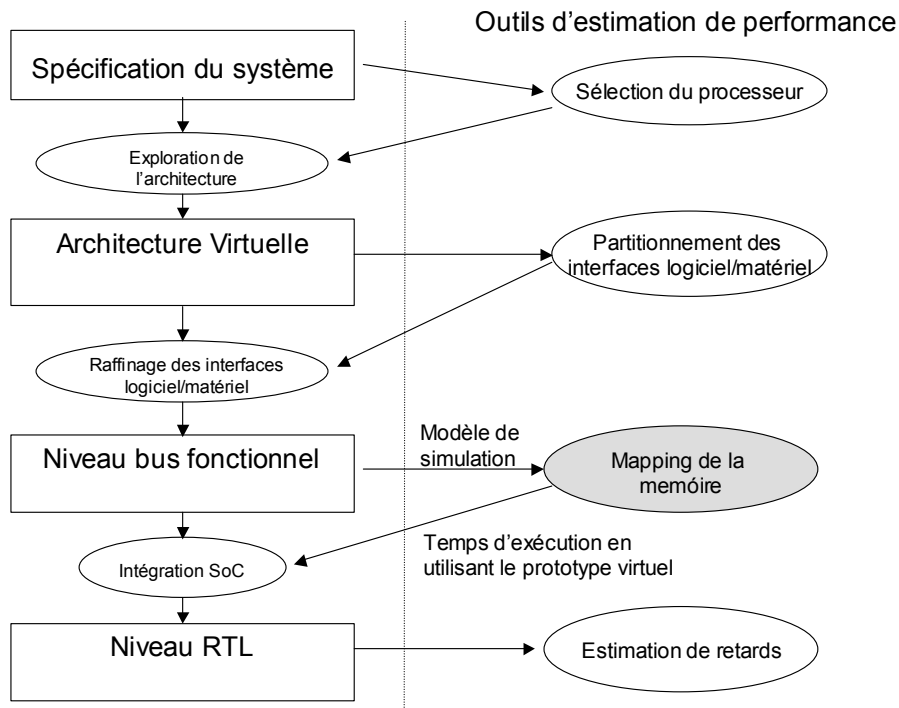 Outils d’estimation de performance
Spécification du système
Sélection du processeur
Exploration de
l’architecture
Architecture Virtuelle
Partitionnement des
interfaces logiciel/matériel
Raffinage des interfaces
logiciel/matériel
Niveau bus fonctionnel
Modèle de
simulation
Mapping de la
memóire
Intégration SoC
Temps d’exécution en
utilisant le prototype virtuel
Niveau RTL
Estimation de retards